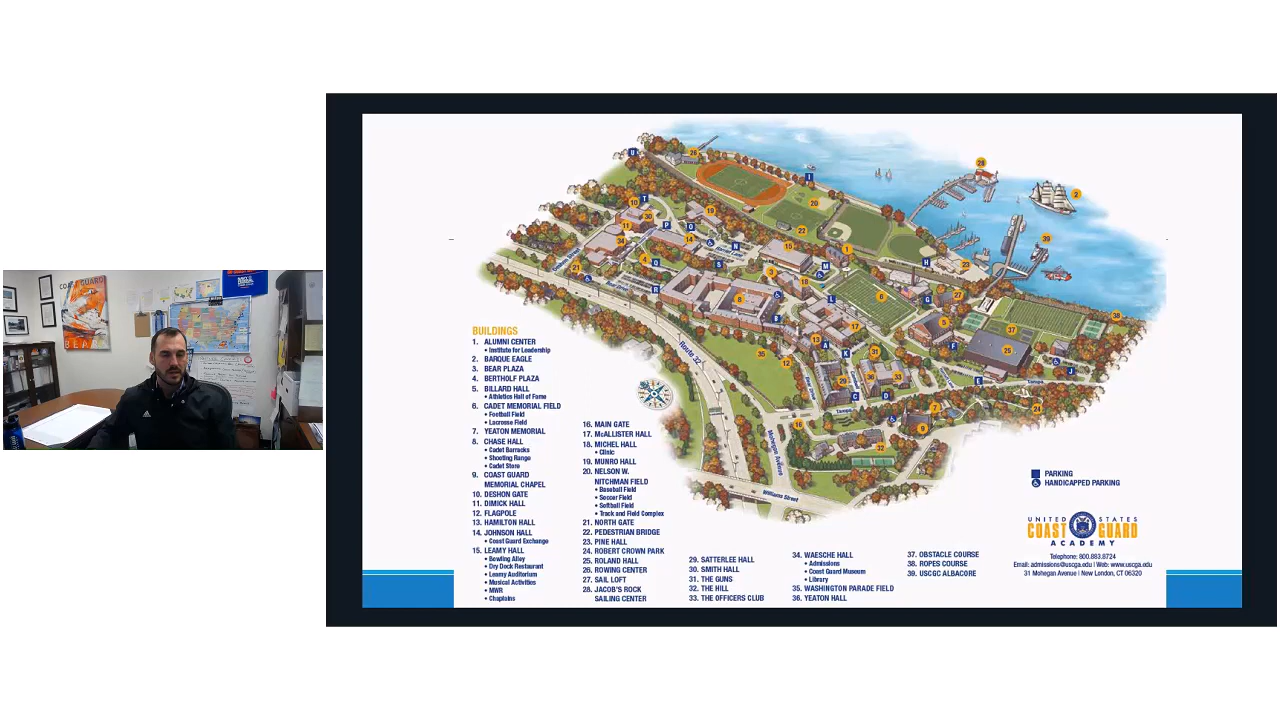 COAST GUARD
BEAR
BUILDINGS
1. ALUMNI CENTER
• Institute for Leadership
2. BARQUE EAGLE
3. BEAR PLAZA
4. BERTHOLF PLAZA
5. BILLARD HALL
• Athletics Hall of Fame
6. CADET MEMORIAL FIELD
• Football Field
• Lacrosse Field
7. YEATON MEMORIAL
8. CHASE HALL
• Cadet Barracks
• Shooting Range
• Cadet Store
9. COAST GUARD
MEMORIAL CHAPEL
10. DESHON GATE
11. DIMICK HALL
12. FLAGPOLE
13. HAMILTON HALL
14. JOHNSON HALL
• Coast Guard Exchange
15. LEAMY HALL
• Bowling Alley
• Dry Dock Restaurant
• Leamy Auditorium
• Musical Activities
• MWR
• Chaplains
16. MAIN GATE
17. McALLISTER HALL
18. MICHEL HALL
• Clinic
19. MUNRO HALL
20. NELSON W.
NITCHMAN FIELD
• Baseball Field
• Soccer Field
• Softball Field
• Track and Field Complex
21. NORTH GATE
22. PEDESTRIAN BRIDGE
23. PINE HALL
24. ROBERT CROWN PARK
25. ROLAND HALL
26. ROWING CENTER
27. SAIL LOFT
28. JACOB'S ROCK
SAILING CENTER
29. SATTERLEE HALL
30. SMITH HALL
31. THE GUNS
32. THE HILL
33. THE OFFICERS CLUB
34. WAESCHE HALL
• Admissions
• Coast Guard Museum
• Library
35. WASHINGTON PARADE FIELD
36. YEATON HALL
37. OBSTACLE COURSE
38. ROPES COURSE
39. USCGC ALBACORE
Route 32
Mohegan Avenue
Williams Street
Tampa
Tampa
PARKING
HANDICAPPED PARKING
UNITED STATES
COAST GUARD
ACADEMY
Telephone: 800.883.8724
Email: admissions@uscga.edu | Web: www.uscga.edu
31 Mohegan Avenue | New London, CT 06320